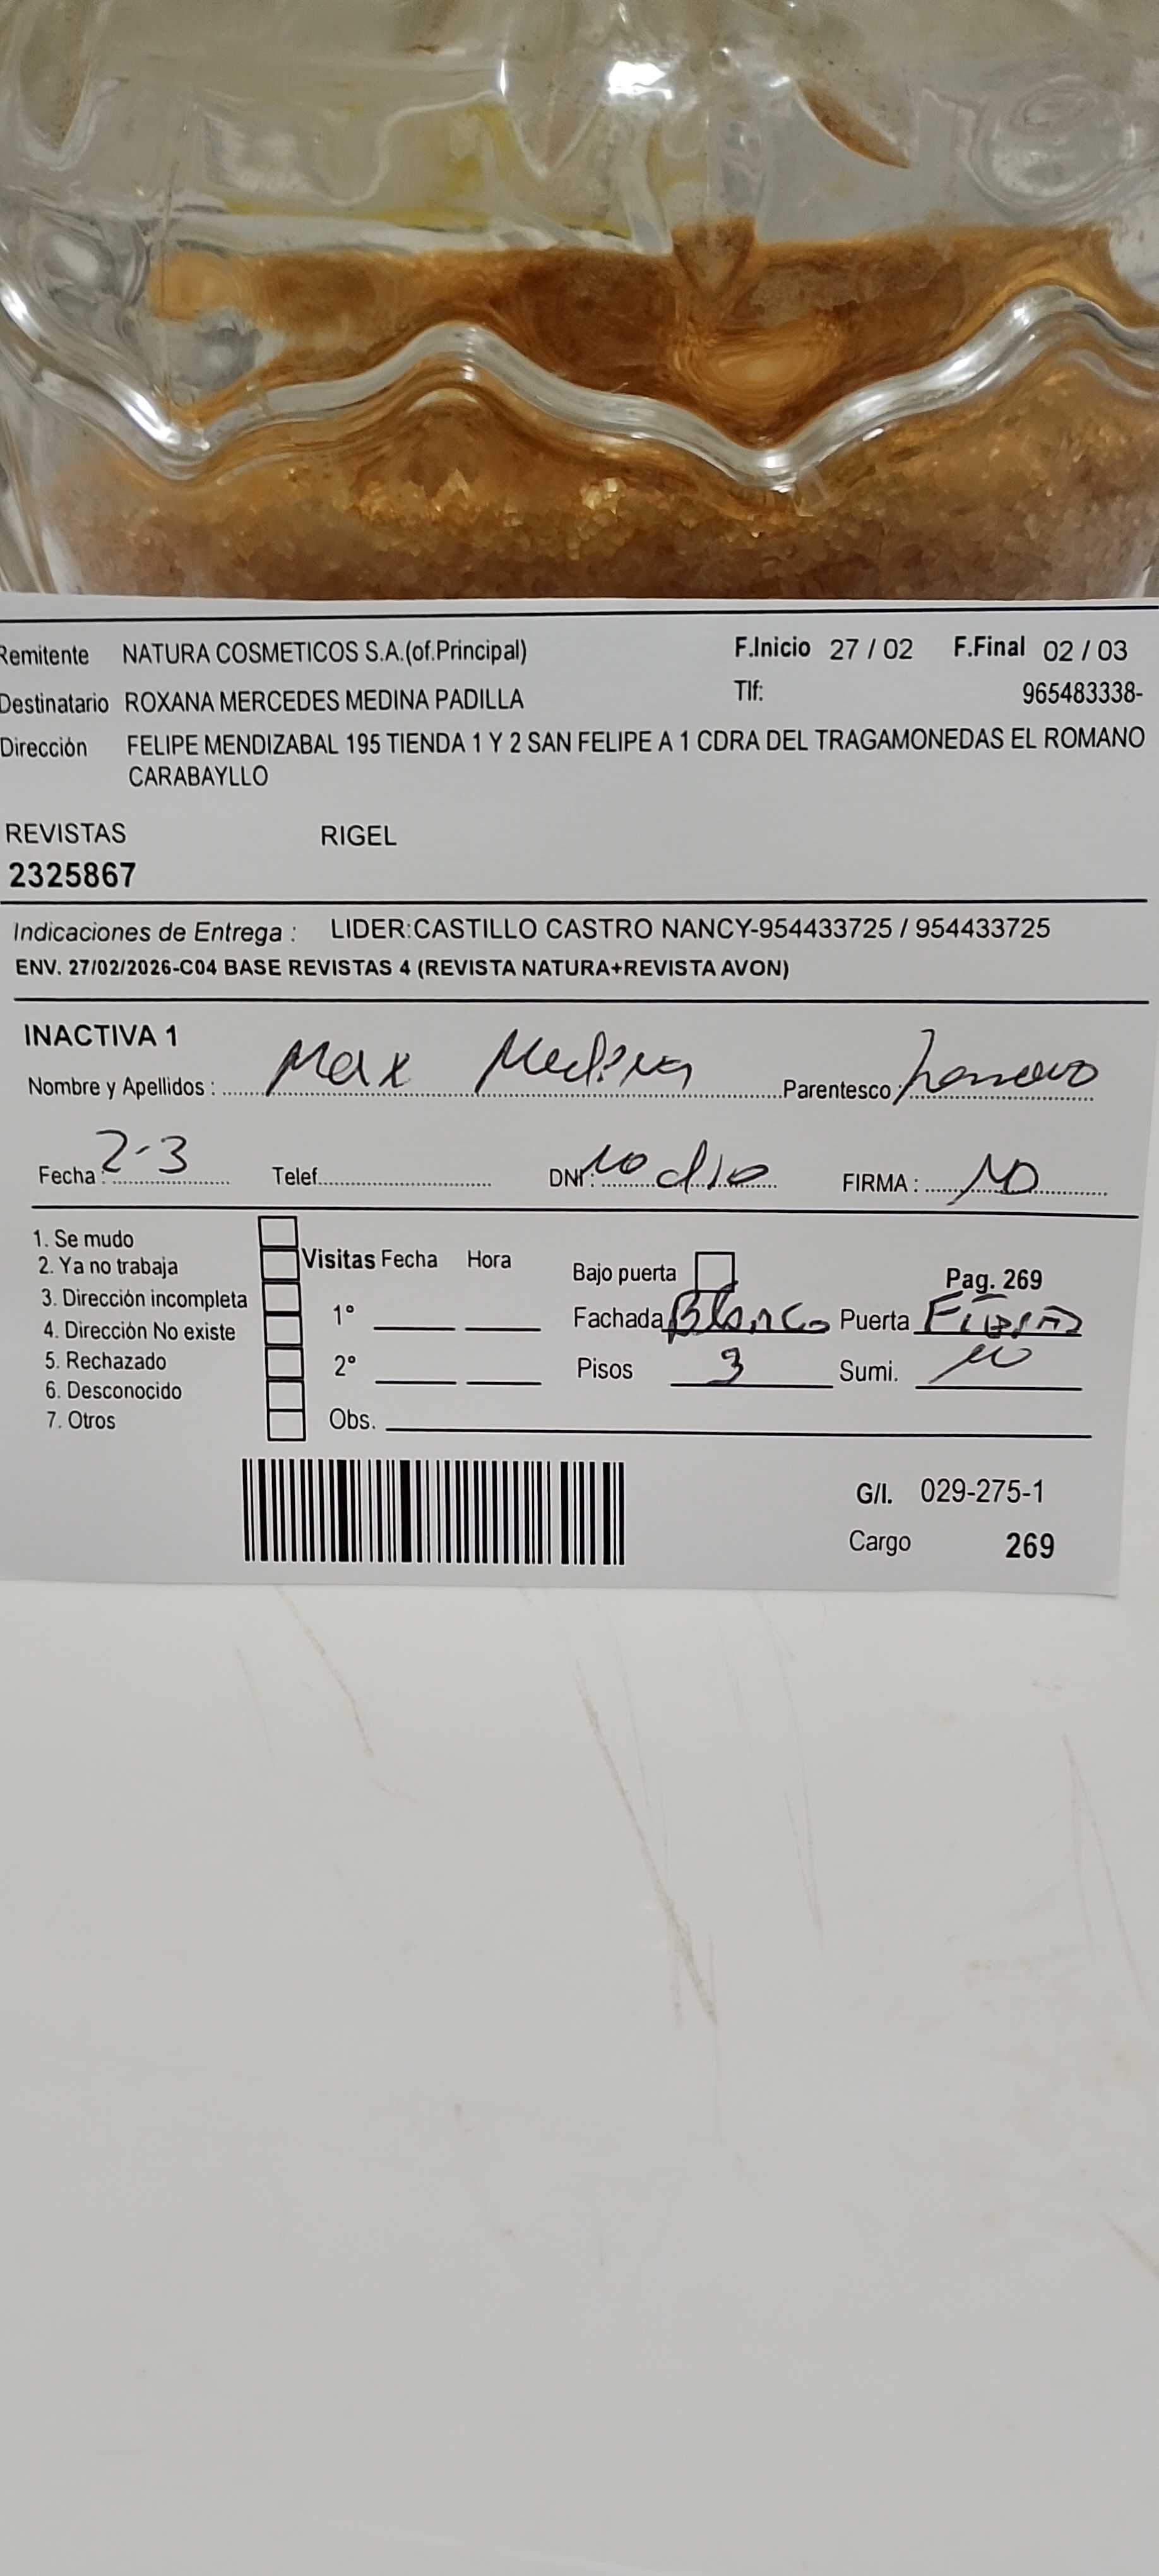 Remitente NATURA COSMETICOS S.A.(of.Principal) F.Inicio 27 / 02 F.Final 02 / 03
Destinatario ROXANA MERCEDES MEDINA PADILLA Tlf: 965483338-
Dirección FELIPE MENDIZABAL 195 TIENDA 1 Y 2 SAN FELIPE A 1 CDRA DEL TRAGAMONEDAS EL ROMANO
CARABAYLLO
REVISTAS RIGEL
2325867
Indicaciones de Entrega : LIDER:CASTILLO CASTRO NANCY-954433725 / 954433725
ENV. 27/02/2026-C04 BASE REVISTAS 4 (REVISTA NATURA+REVISTA AVON)
INACTIVA 1
Nombre y Apellidos : Max Medina Parentesco :
Fecha : 2-3 Telef. DNI : No dio FIRMA : NO
1. Se mudo
2. Ya no trabaja Visitas Fecha Hora Bajo puerta Pag. 269
3. Dirección incompleta 1° Fachada Blanco Puerta
4. Dirección No existe
5. Rechazado 2° Pisos 3 Sumi.
6. Desconocido
7. Otros Obs.
G/I. 029-275-1
Cargo 269